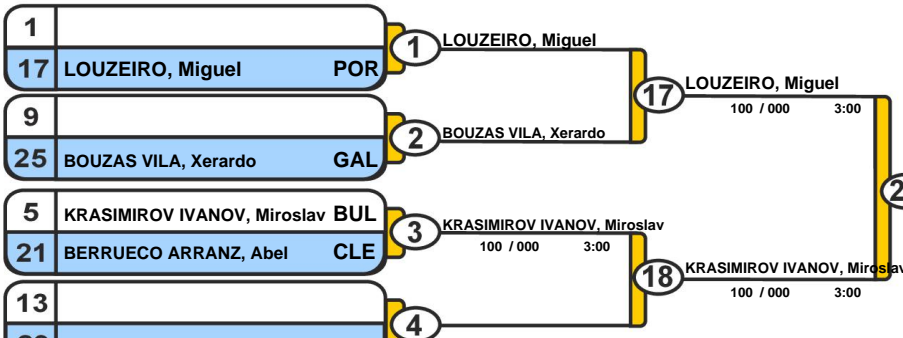 1
17 LOUZEIRO, Miguel POR
1
LOUZEIRO, Miguel
9
25 BOUZAS VILA, Xerardo GAL
2
BOUZAS VILA, Xerardo
17
LOUZEIRO, Miguel
100 / 000 3:00
5 KRASIMIROV IVANOV, Miroslav BUL
21 BERRUECO ARRANZ, Abel CLE
3
KRASIMIROV IVANOV, Miroslav
100 / 000 3:00
13
4
18
KRASIMIROV IVANOV, Miroslav
100 / 000 3:00